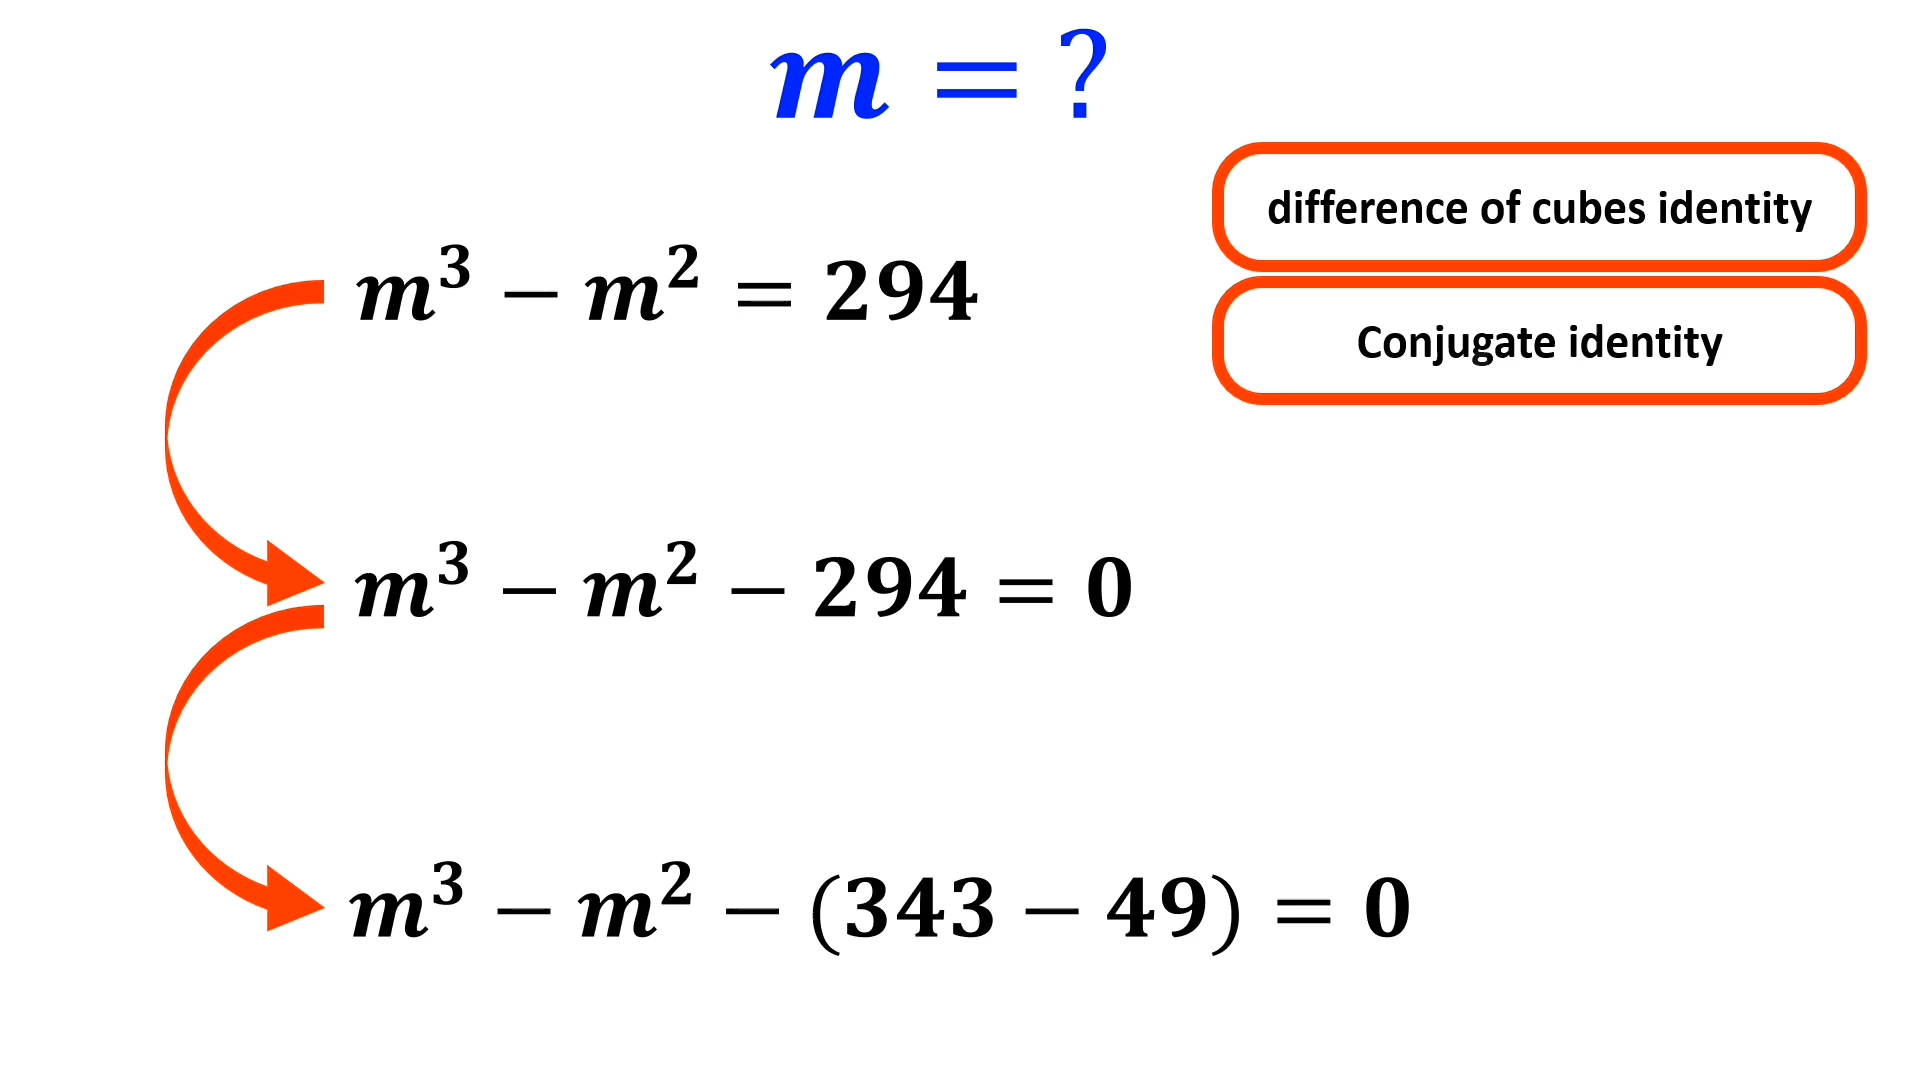 m = ?
difference of cubes identity
m³ − m² = 294
Conjugate identity
m³ − m² − 294 = 0
m³ − m² − (343 − 49) = 0